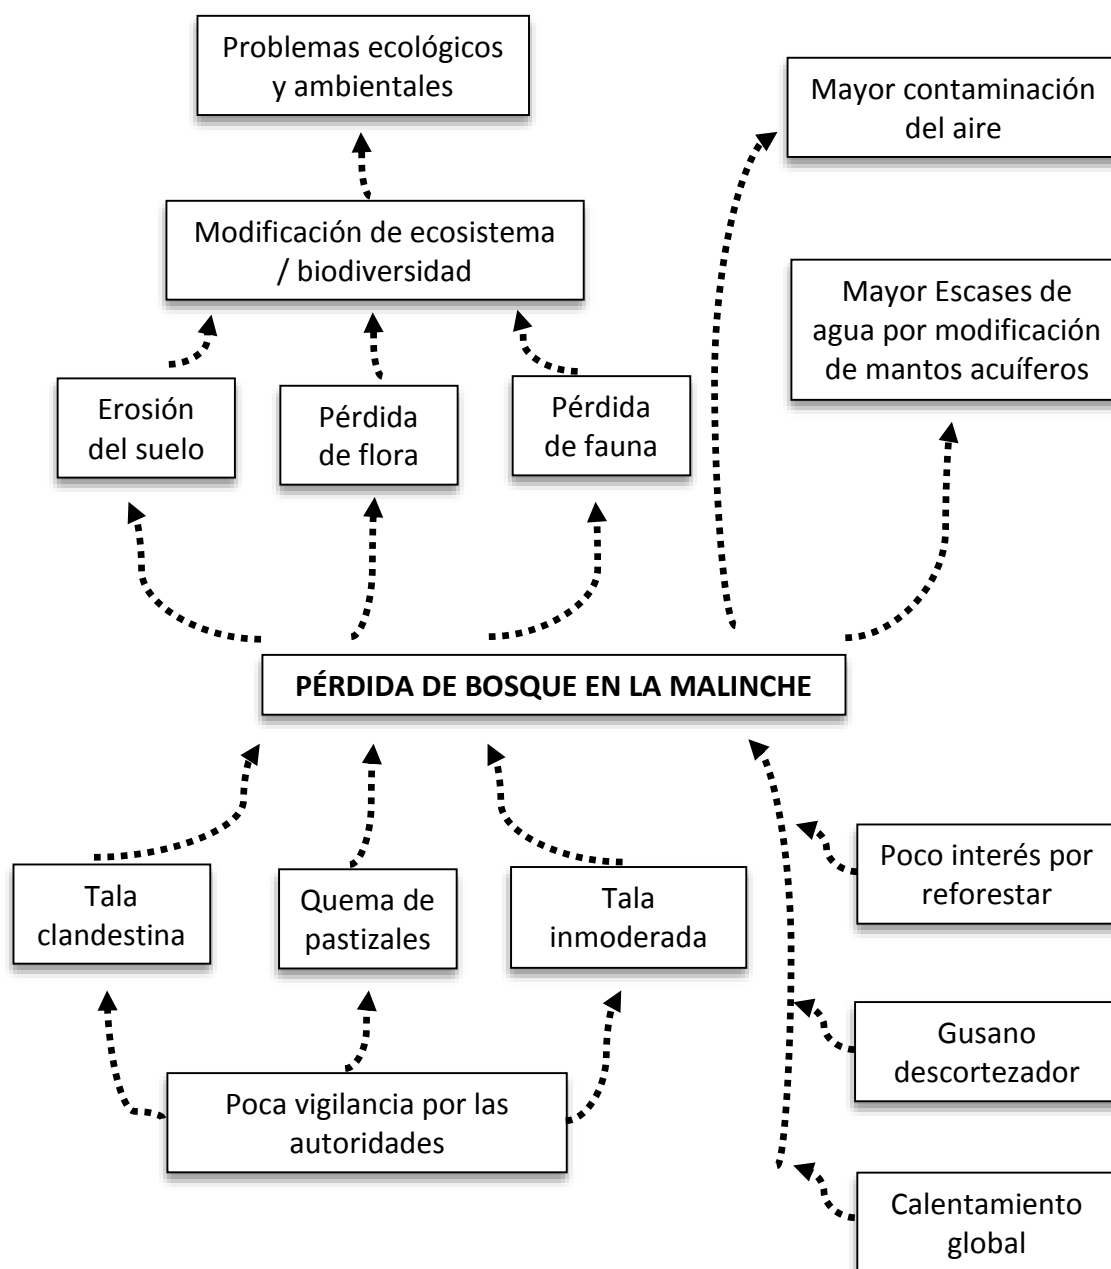 Problemas ecológicos
y ambientales
Mayor contaminación
del aire
Modificación de ecosistema
/ biodiversidad
Mayor Escases de
agua por modificación
de mantos acuíferos
Erosión
del suelo
Pérdida
de flora
Pérdida
de fauna
PÉRDIDA DE BOSQUE EN LA MALINCHE
Tala
clandestina
Quema de
pastizales
Tala
inmoderada
Poco interés por
reforestar
Gusano
descortezador
Poca vigilancia por las
autoridades
Calentamiento
global